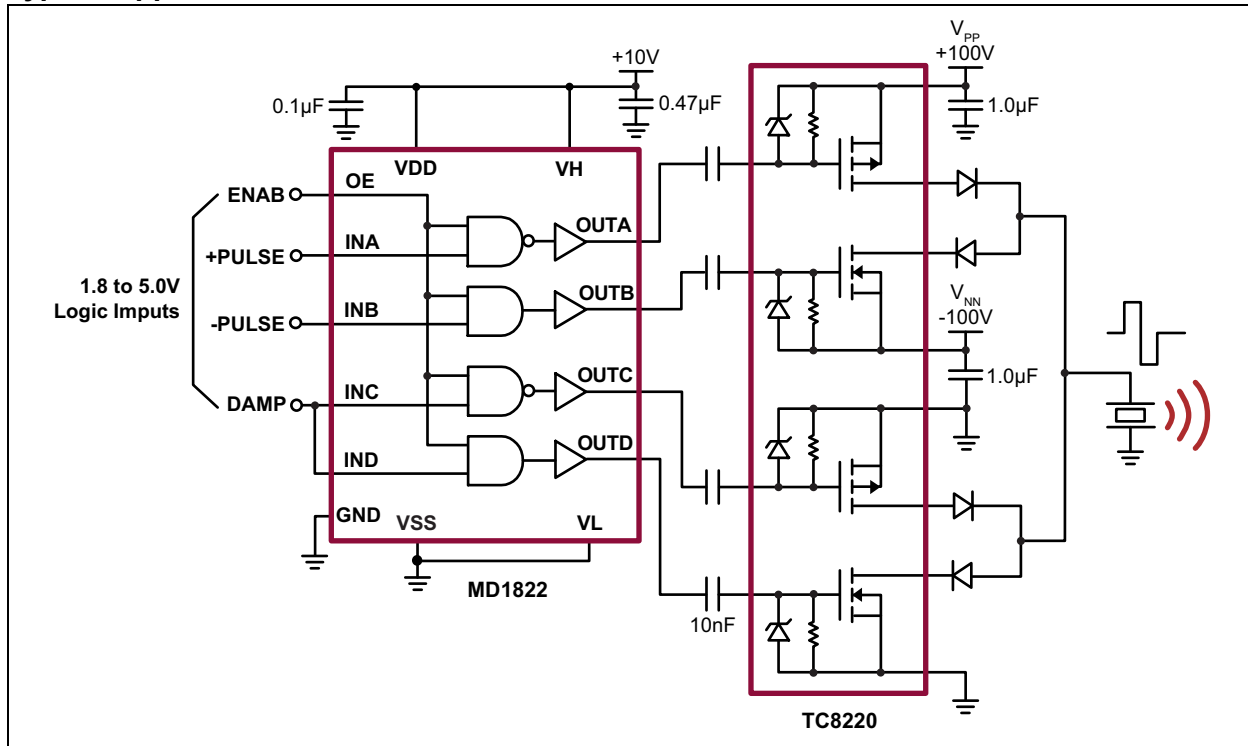 +10V
V_PP
+100V
0.1µF
0.47µF
1.0µF
VDD
VH
ENAB
OE
OUTA
+PULSE
INA
1.8 to 5.0V
Logic Imputs
OUTB
-PULSE
INB
V_NN
-100V
1.0µF
OUTC
DAMP
INC
OUTD
IND
GND
VSS
VL
MD1822
10nF
TC8220